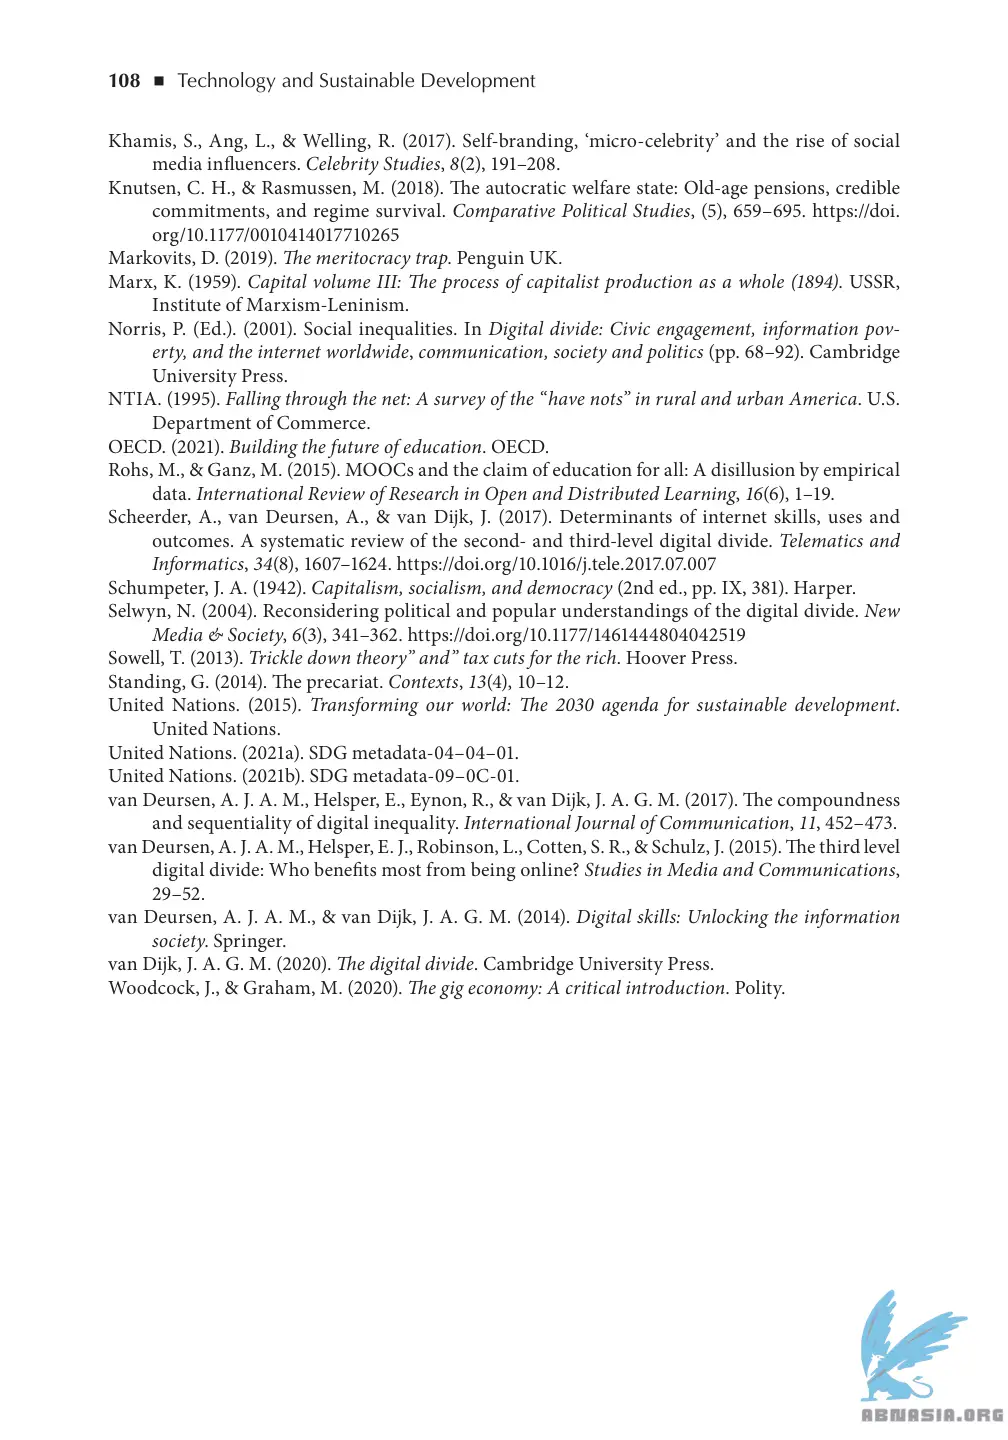 108 ■ Technology and Sustainable Development
Khamis, S., Ang, L., & Welling, R. (2017). Self-branding, ‘micro-celebrity’ and the rise of social
media influencers. Celebrity Studies, 8(2), 191–208.
Knutsen, C. H., & Rasmussen, M. (2018). The autocratic welfare state: Old-age pensions, credible
commitments, and regime survival. Comparative Political Studies, (5), 659–695. https://doi.
org/10.1177/0010414017710265
Markovits, D. (2019). The meritocracy trap. Penguin UK.
Marx, K. (1959). Capital volume III: The process of capitalist production as a whole (1894). USSR,
Institute of Marxism-Leninism.
Norris, P. (Ed.). (2001). Social inequalities. In Digital divide: Civic engagement, information pov-
erty, and the internet worldwide, communication, society and politics (pp. 68–92). Cambridge
University Press.
NTIA. (1995). Falling through the net: A survey of the “have nots” in rural and urban America. U.S.
Department of Commerce.
OECD. (2021). Building the future of education. OECD.
Rohs, M., & Ganz, M. (2015). MOOCs and the claim of education for all: A disillusion by empirical
data. International Review of Research in Open and Distributed Learning, 16(6), 1–19.
Scheerder, A., van Deursen, A., & van Dijk, J. (2017). Determinants of internet skills, uses and
outcomes. A systematic review of the second- and third-level digital divide. Telematics and
Informatics, 34(8), 1607–1624. https://doi.org/10.1016/j.tele.2017.07.007
Schumpeter, J. A. (1942). Capitalism, socialism, and democracy (2nd ed., pp. IX, 381). Harper.
Selwyn, N. (2004). Reconsidering political and popular understandings of the digital divide. New
Media & Society, 6(3), 341–362. https://doi.org/10.1177/1461444804042519
Sowell, T. (2013). Trickle down theory” and” tax cuts for the rich. Hoover Press.
Standing, G. (2014). The precariat. Contexts, 13(4), 10–12.
United Nations. (2015). Transforming our world: The 2030 agenda for sustainable development.
United Nations.
United Nations. (2021a). SDG metadata-04–04–01.
United Nations. (2021b). SDG metadata-09–0C-01.
van Deursen, A. J. A. M., Helsper, E., Eynon, R., & van Dijk, J. A. G. M. (2017). The compoundness
and sequentiality of digital inequality. International Journal of Communication, 11, 452–473.
van Deursen, A. J. A. M., Helsper, E. J., Robinson, L., Cotten, S. R., & Schulz, J. (2015). The third level
digital divide: Who benefits most from being online? Studies in Media and Communications,
29–52.
van Deursen, A. J. A. M., & van Dijk, J. A. G. M. (2014). Digital skills: Unlocking the information
society. Springer.
van Dijk, J. A. G. M. (2020). The digital divide. Cambridge University Press.
Woodcock, J., & Graham, M. (2020). The gig economy: A critical introduction. Polity.
ABNASIA.ORG